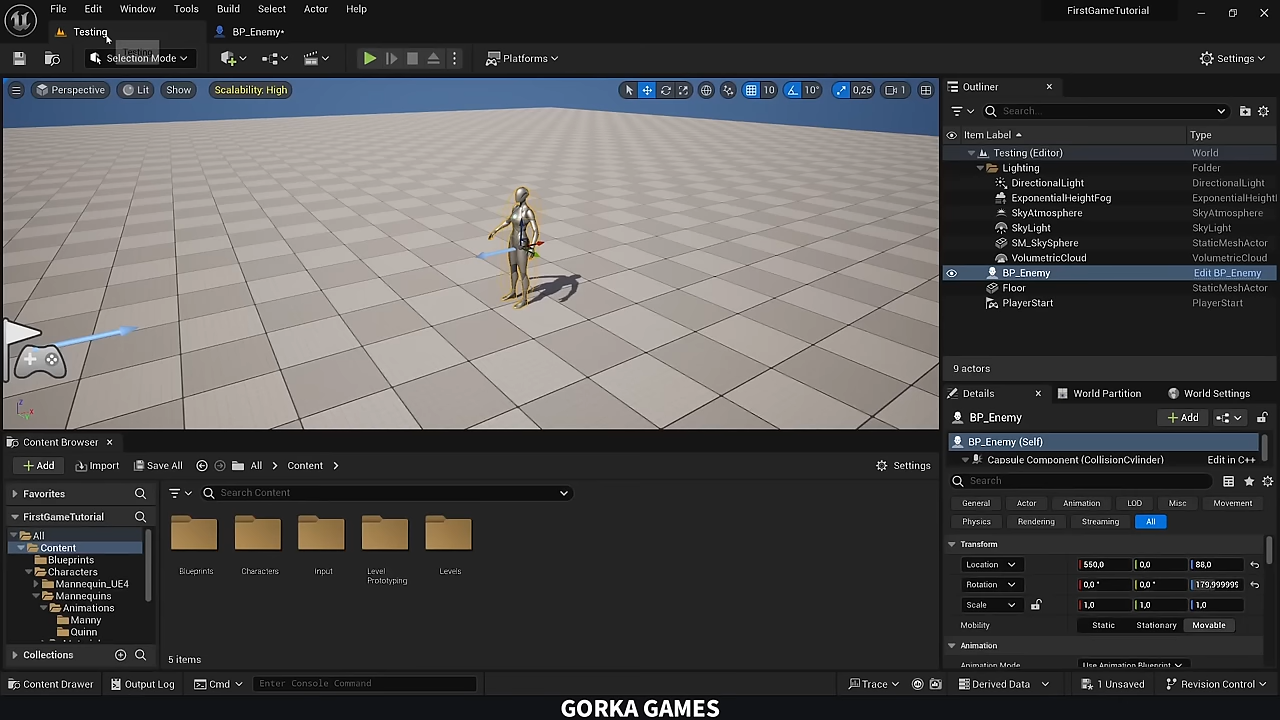 File Edit Window Tools Build Select Actor Help
FirstGameTutorial
Testing
BP_Enemy*
Testing
Selection Mode
Platforms
Settings
Perspective
Lit
Show
Scalability: High
10
10°
0,25
1
Outliner
Search...
Item Label
Type
Testing (Editor) World
Lighting Folder
DirectionalLight DirectionalLight
ExponentialHeightFog ExponentialHeighti
SkyAtmosphere SkyAtmosphere
SkyLight SkyLight
SM_SkySphere StaticMeshActor
VolumetricCloud VolumetricCloud
BP_Enemy Edit BP_Enemy
Floor StaticMeshActor
PlayerStart PlayerStart
9 actors
Details
World Partition
World Settings
BP_Enemy
Add
BP_Enemy (Self)
Capsule Component (CollisionCylinder) Edit in C++
Search
General Actor Animation LOD Misc Movement
Physics Rendering Streaming All
Transform
Location 550,0 0,0 88,0
Rotation 0,0 ° 0,0 ° 179,999999
Scale 1,0 1,0 1,0
Mobility Static Stationary Movable
Animation
Animation Mode Use Animation Blueprint
Content Browser
Add
Import
Save All
All
Content
Settings
Favorites
Search Content
FirstGameTutorial
All
Content
Blueprints
Characters
Mannequin_UE4
Mannequins
Animations
Manny
Quinn
Collections
Blueprints
Characters
Input
Level
Prototyping
Levels
5 items
Content Drawer
Output Log
Cmd
Enter Console Command
Trace
Derived Data
1 Unsaved
Revision Control
GORKA GAMES